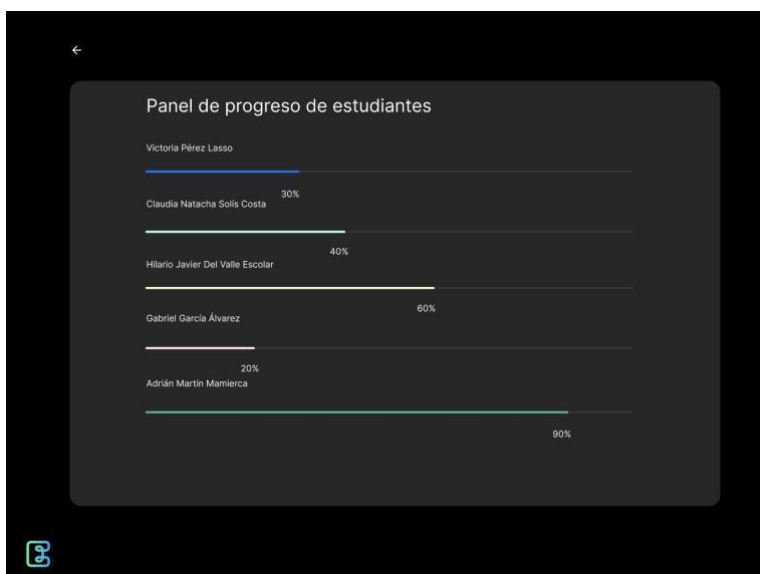 Panel de progreso de estudiantes
Victoria Pérez Lasso
30%
Claudia Natacha Solís Costa
40%
Hilario Javier Del Valle Escolar
60%
Gabriel García Álvarez
20%
Adrián Martín Mamierca
90%